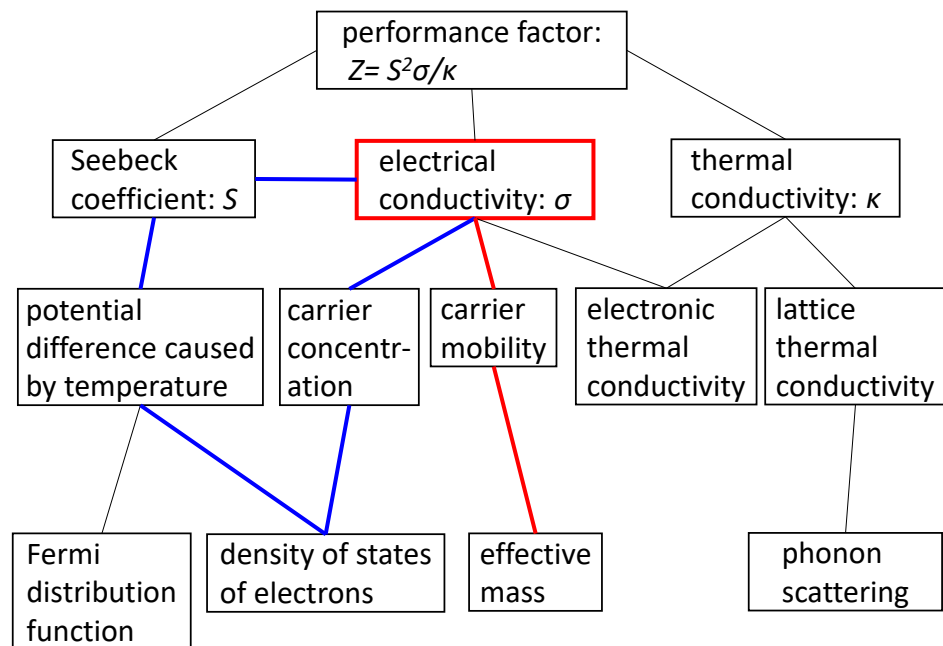 performance factor:
Z= S²σ/κ
Seebeck
coefficient: S
electrical
conductivity: σ
thermal
conductivity: κ
potential
difference caused
by temperature
carrier
concentr-
ation
carrier
mobility
electronic
thermal
conductivity
lattice
thermal
conductivity
Fermi
distribution
function
density of states
of electrons
effective
mass
phonon
scattering